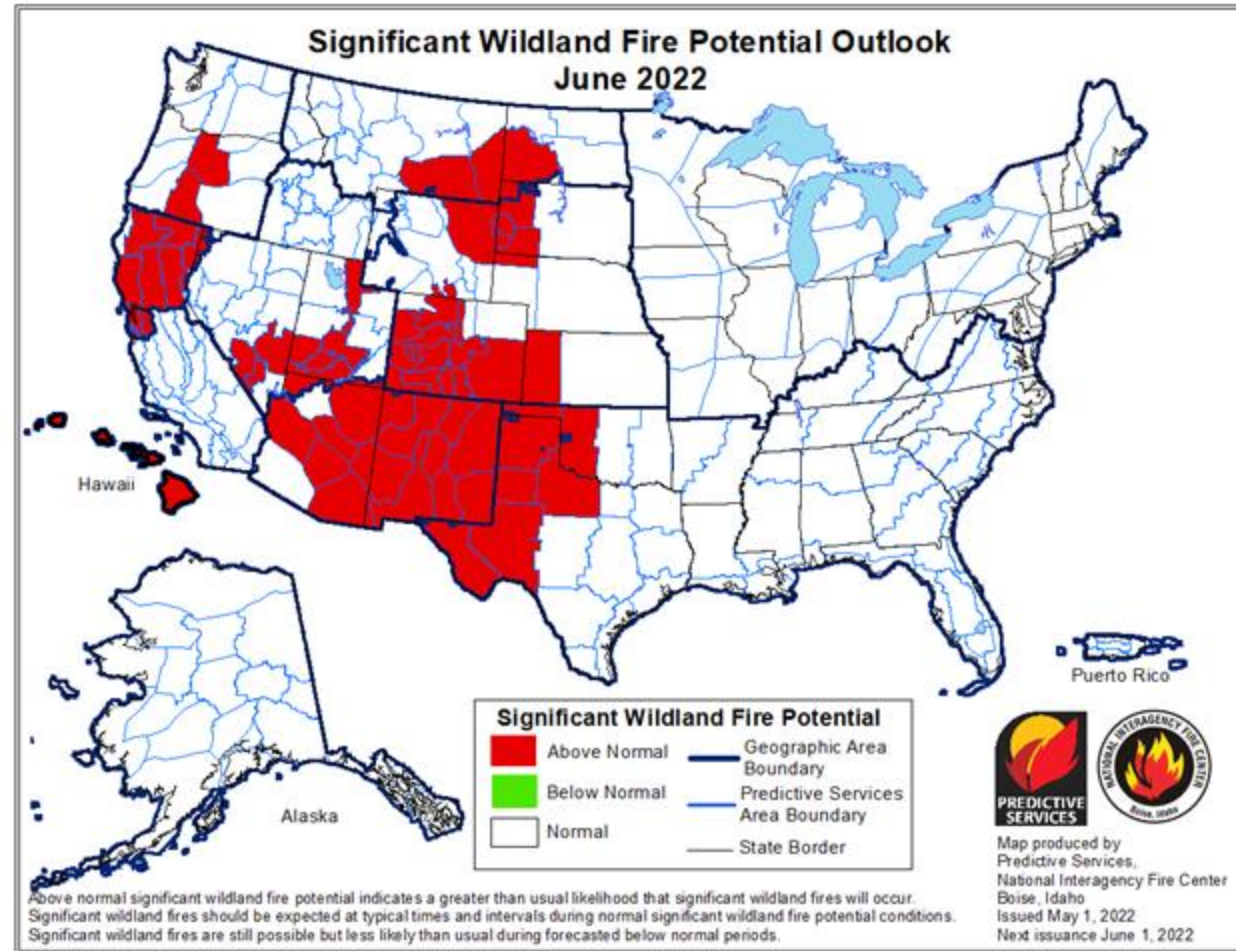 Significant Wildland Fire Potential Outlook
June 2022
Hawaii
Alaska
Puerto Rico
Significant Wildland Fire Potential
Above Normal
Below Normal
Normal
Geographic Area
Boundary
Predictive Services
Area Boundary
State Border
PREDICTIVE
SERVICES
NATIONAL INTERAGENCY FIRE CENTER
Boise, Idaho
Map produced by
Predictive Services,
National Interagency Fire Center
Boise, Idaho
Issued May 1, 2022
Next issuance June 1, 2022
Above normal significant wildland fire potential indicates a greater than usual likelihood that significant wildland fires will occur.
Significant wildland fires should be expected at typical times and intervals during normal significant wildland fire potential conditions.
Significant wildland fires are still possible but less likely than usual during forecasted below normal periods.